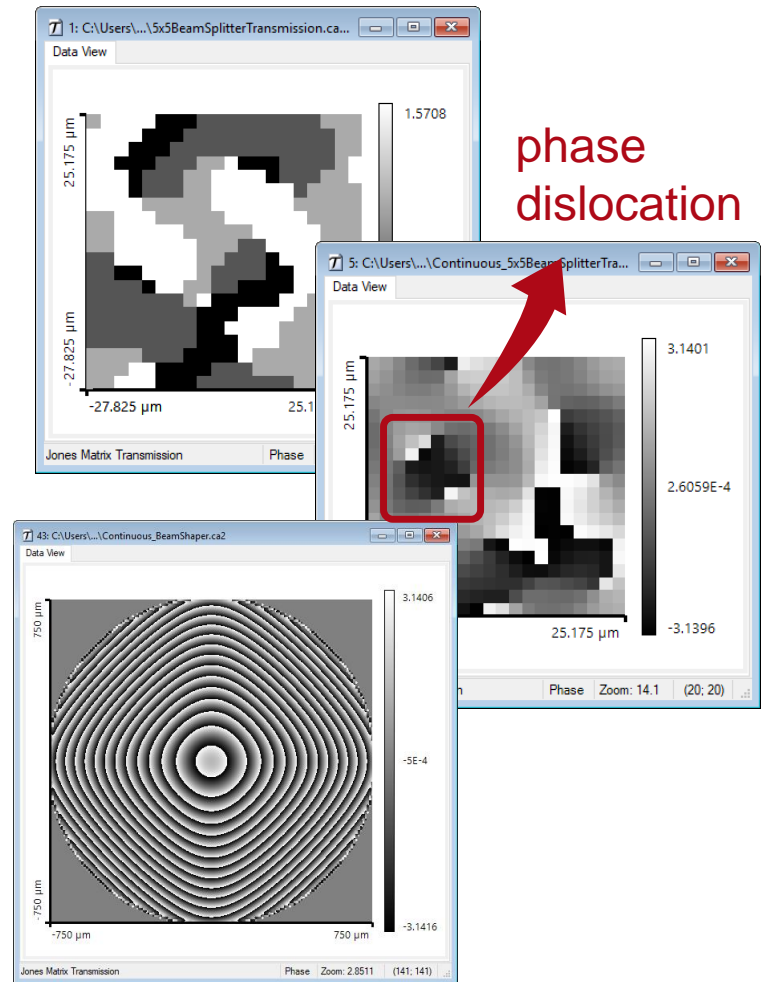 1: C:\Users\...\5x5BeamSplitterTransmission.ca...
Data View
25.175 µm
-27.825 µm
1.5708
-27.825 µm
25.1
Jones Matrix Transmission
Phase
phase
dislocation
5: C:\Users\...\Continuous_5x5BeamSplitterTra...
Data View
25.175 µm
3.1401
2.6059E-4
-3.1396
25.175 µm
Phase
Zoom: 14.1
(20; 20)
43: C:\Users\...\Continuous_BeamShaper.ca2
Data View
750 µm
-750 µm
3.1406
-5E-4
-3.1416
-750 µm
750 µm
Jones Matrix Transmission
Phase
Zoom: 2.8511
(141; 141)